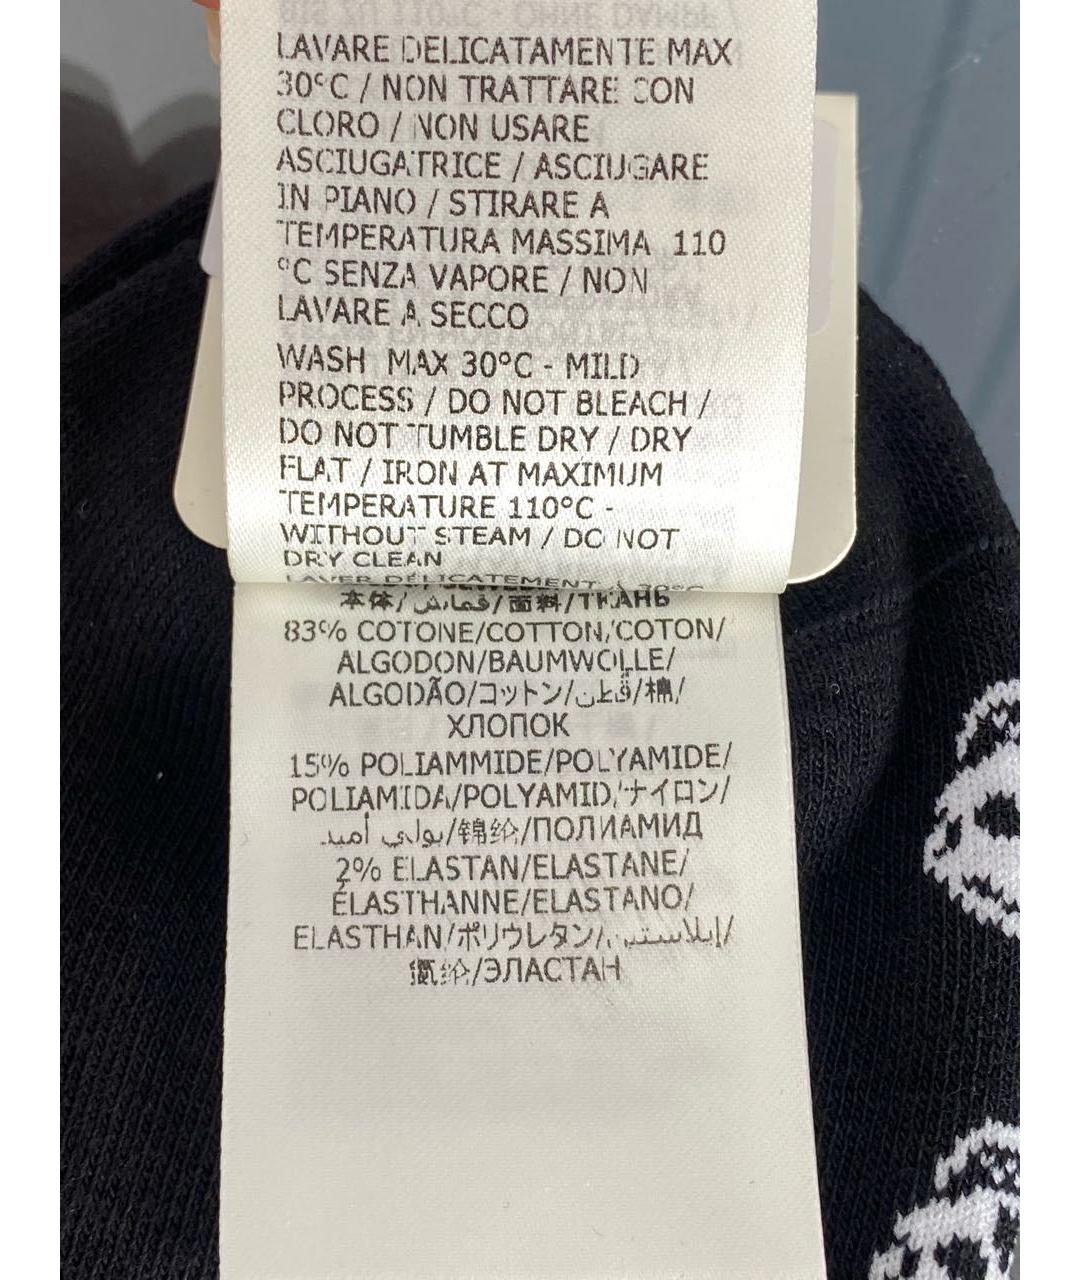 LAVARE DELICATAMENTE MAX
30°C / NON TRATTARE CON
CLORO / NON USARE
ASCIUGATRICE / ASCIUGARE
IN PIANO / STIRARE A
TEMPERATURA MASSIMA 110
°C SENZA VAPORE / NON
LAVARE A SECCO
WASH MAX 30°C - MILD
PROCESS / DO NOT BLEACH /
DO NOT TUMBLE DRY / DRY
FLAT / IRON AT MAXIMUM
TEMPERATURE 110°C -
WITHOUT STEAM / DO NOT
DRY CLEAN
LAVER DÉLICATEMENT À 30°C
本体/قماش/面料/ТКАНЬ
83% COTONE/COTTON/COTON/
ALGODON/BAUMWOLLE/
ALGODÃO/コットン/قطن/棉/
ХЛОПОК
15% POLIAMMIDE/POLYAMIDE/
POLIAMIDA/POLYAMID/ナイロン/
بولي أميد/锦纶/ПОЛИАМИД
2% ELASTAN/ELASTANE/
ÉLASTHANNE/ELASTANO/
ELASTHAN/ポリウレタン/إيلاستين/
氨纶/ЭЛАСТАН